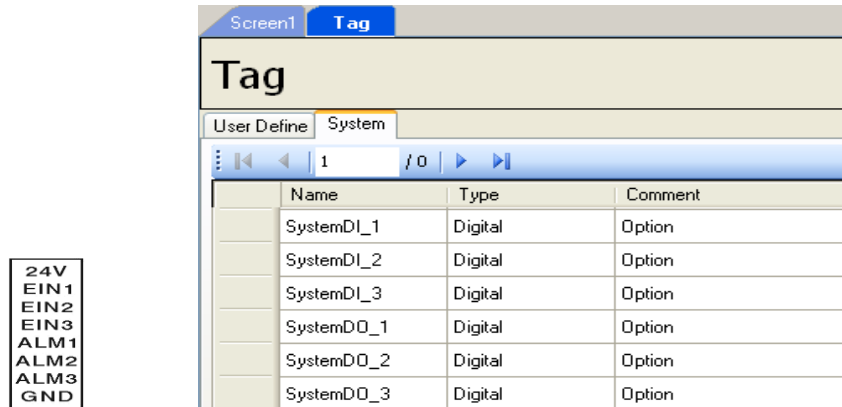 Screen1 Tag
Tag
User Define System
1 / 0
Name Type Comment
SystemDI_1 Digital Option
SystemDI_2 Digital Option
SystemDI_3 Digital Option
SystemDO_1 Digital Option
SystemDO_2 Digital Option
SystemDO_3 Digital Option
24V
EIN1
EIN2
EIN3
ALM1
ALM2
ALM3
GND